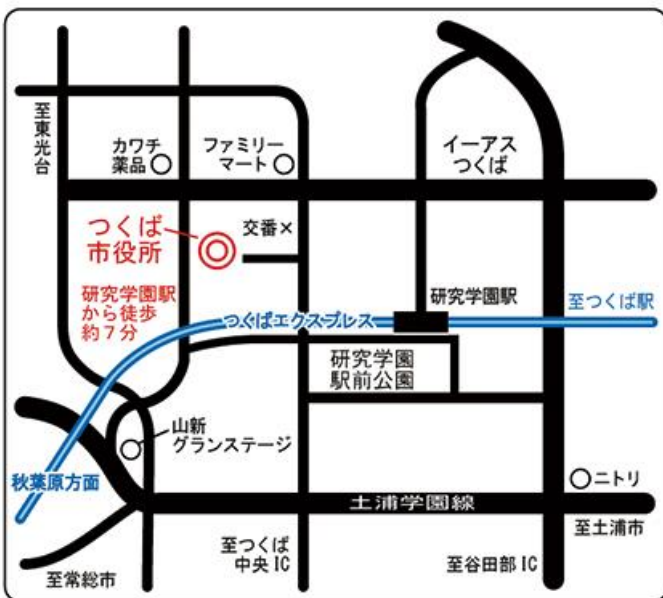 至東光台
カワチ
薬品
ファミリー
マート
イーアス
つくば
つくば
市役所
交番
研究学園駅
から徒歩
約7分
つくばエクスプレス
研究学園駅
至つくば駅
研究学園
駅前公園
山新
グランステージ
秋葉原方面
土浦学園線
ニトリ
至土浦市
至つくば
中央IC
至谷田部IC
至常総市